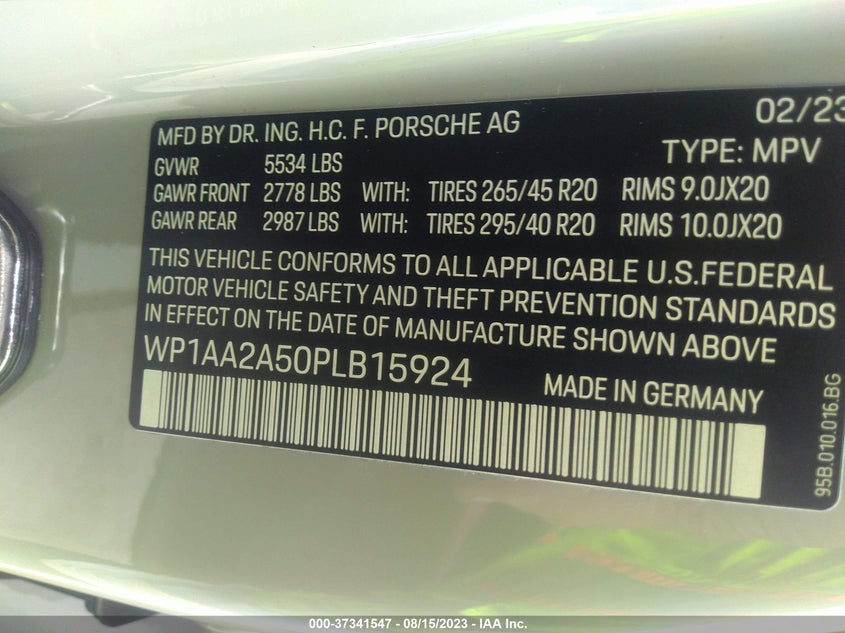 MFD BY DR. ING. H.C. F. PORSCHE AG 02/23
GVWR 5534 LBS TYPE: MPV
GAWR FRONT 2778 LBS WITH: TIRES 265/45 R20 RIMS 9.0JX20
GAWR REAR 2987 LBS WITH: TIRES 295/40 R20 RIMS 10.0JX20
THIS VEHICLE CONFORMS TO ALL APPLICABLE U.S.FEDERAL
MOTOR VEHICLE SAFETY AND THEFT PREVENTION STANDARDS
IN EFFECT ON THE DATE OF MANUFACTURE SHOWN ABOVE
WP1AA2A50PLB15924
MADE IN GERMANY
95B.010.016.BG
000-37341547 - 08/15/2023 - IAA Inc.